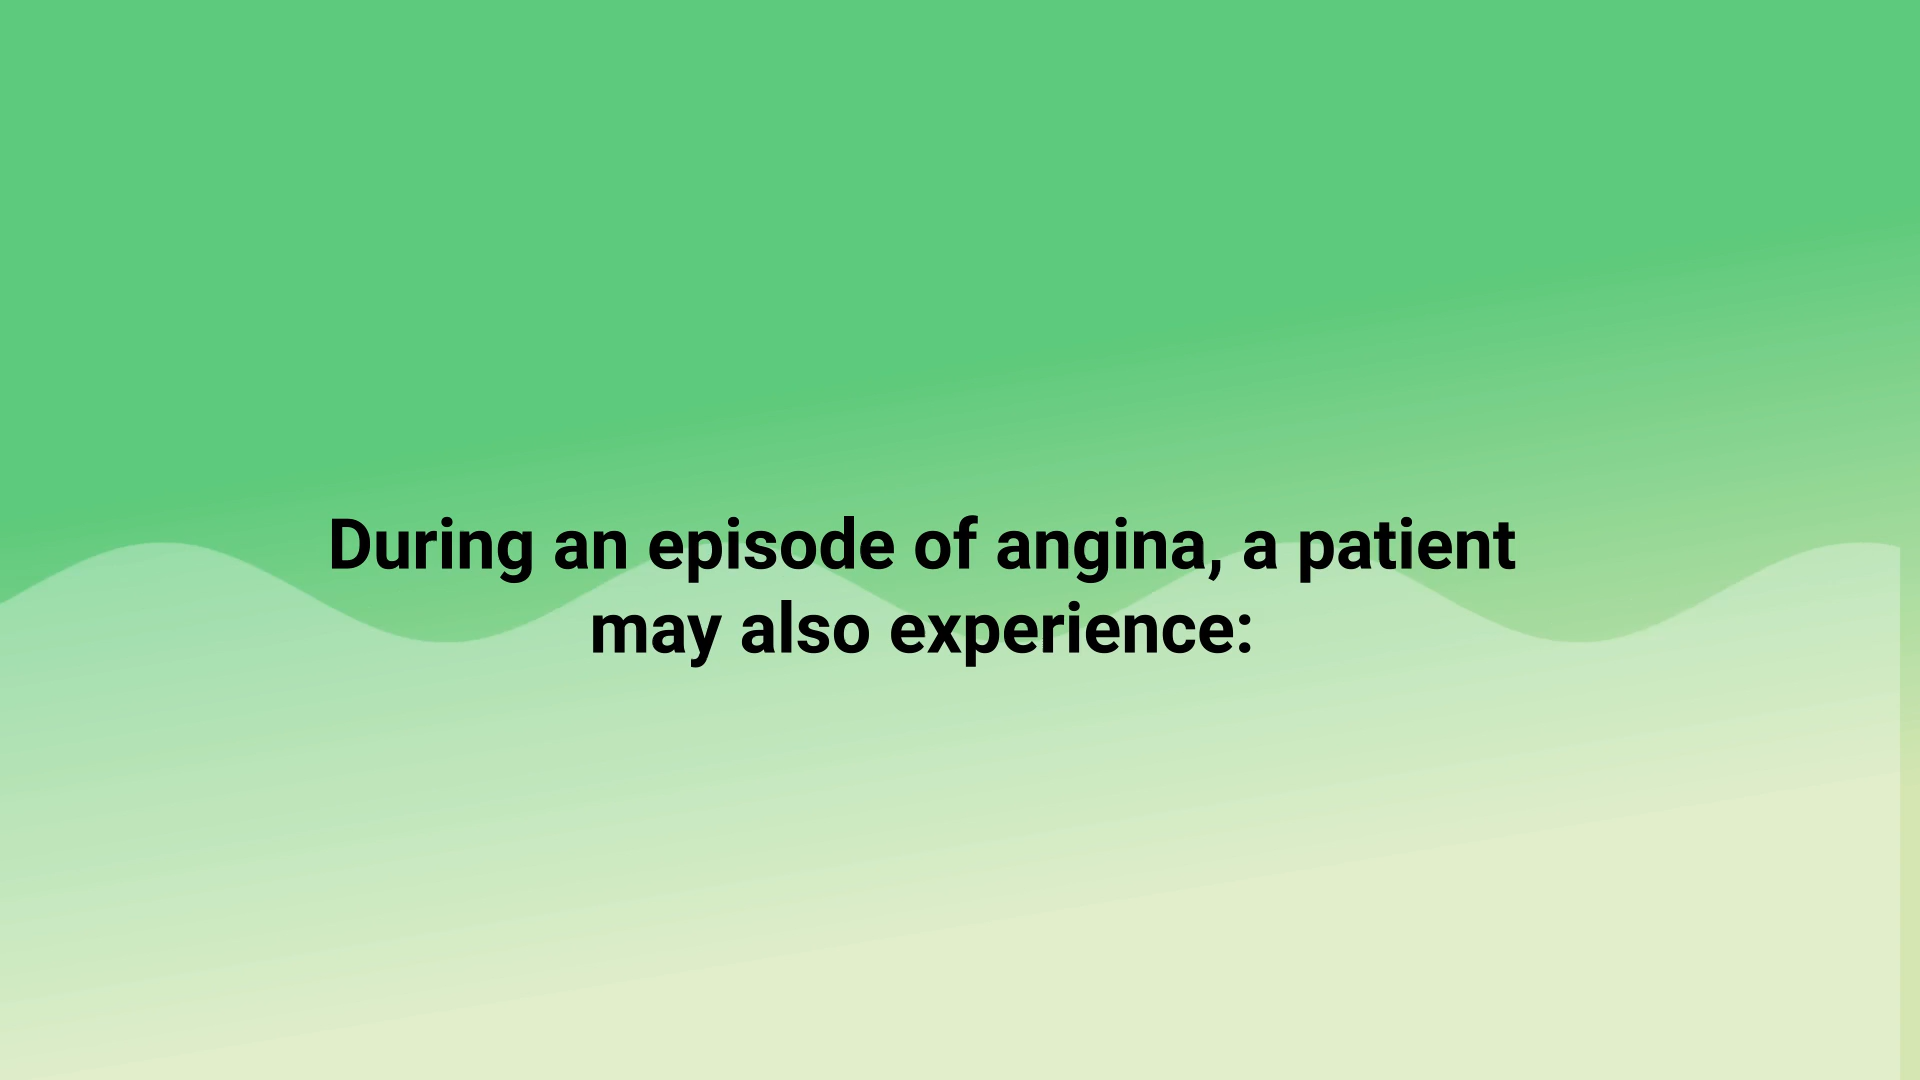 During an episode of angina, a patient
may also experience: